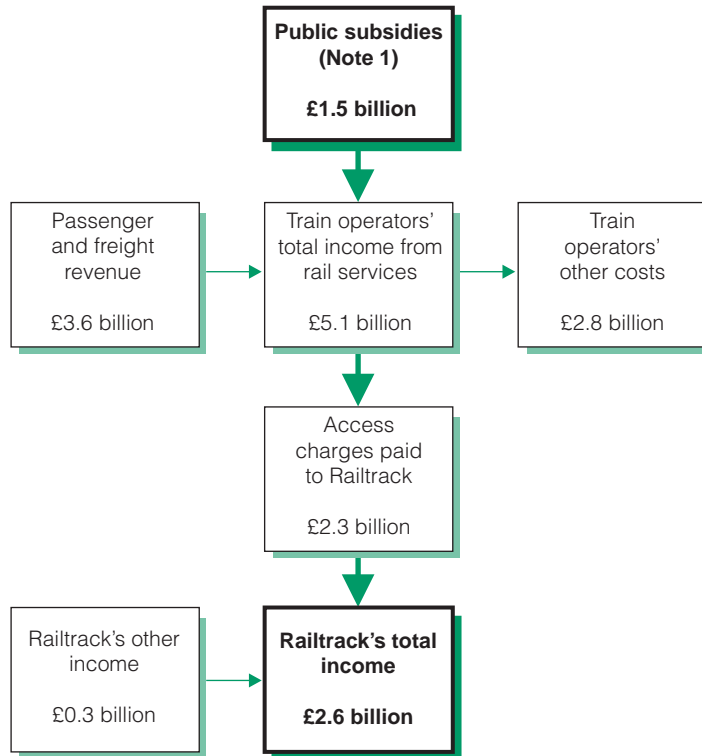 Public subsidies
(Note 1)
£1.5 billion
Passenger
and freight
revenue
£3.6 billion
Train operators'
total income from
rail services
£5.1 billion
Train
operators'
other costs
£2.8 billion
Access
charges paid
to Railtrack
£2.3 billion
Railtrack's other
income
£0.3 billion
Railtrack's total
income
£2.6 billion